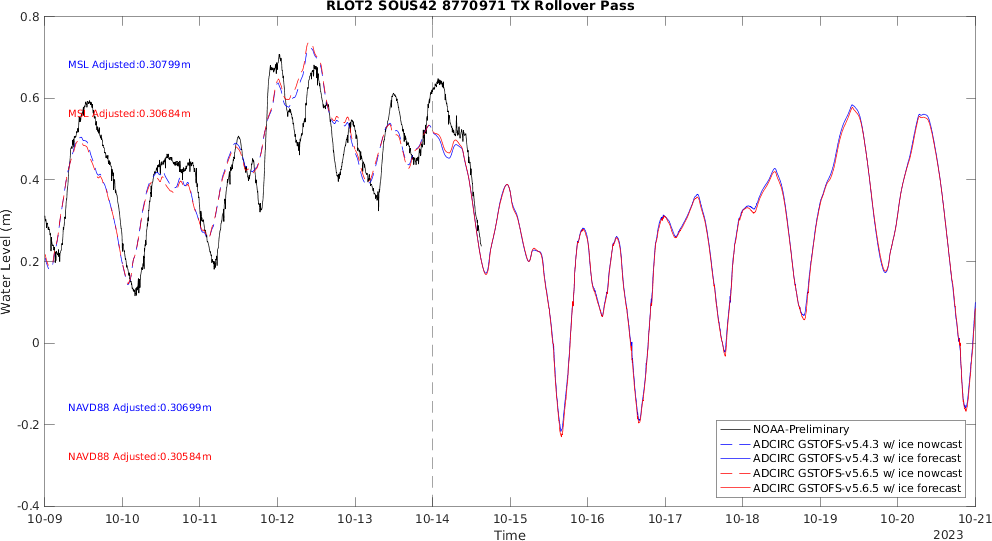 RLOT2 SOUS42 8770971 TX Rollover Pass
0.8
0.6
0.4
0.2
0
-0.2
-0.4
Water Level (m)
MSL Adjusted:0.30799m
MSL Adjusted:0.30684m
NAVD88 Adjusted:0.30699m
NAVD88 Adjusted:0.30584m
NOAA-Preliminary
ADCIRC GSTOFS-v5.4.3 w/ ice nowcast
ADCIRC GSTOFS-v5.4.3 w/ ice forecast
ADCIRC GSTOFS-v5.6.5 w/ ice nowcast
ADCIRC GSTOFS-v5.6.5 w/ ice forecast
10-09 10-10 10-11 10-12 10-13 10-14 10-15 10-16 10-17 10-18 10-19 10-20 10-21
Time
2023